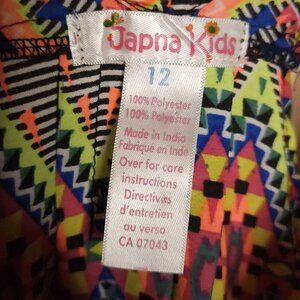 Japna Kids
12
100% Polyester
100% Polyester
Made in India
Fabriqué en Inde
Over for care
instructions
Directives
d'entretien
au verso
CA 07043